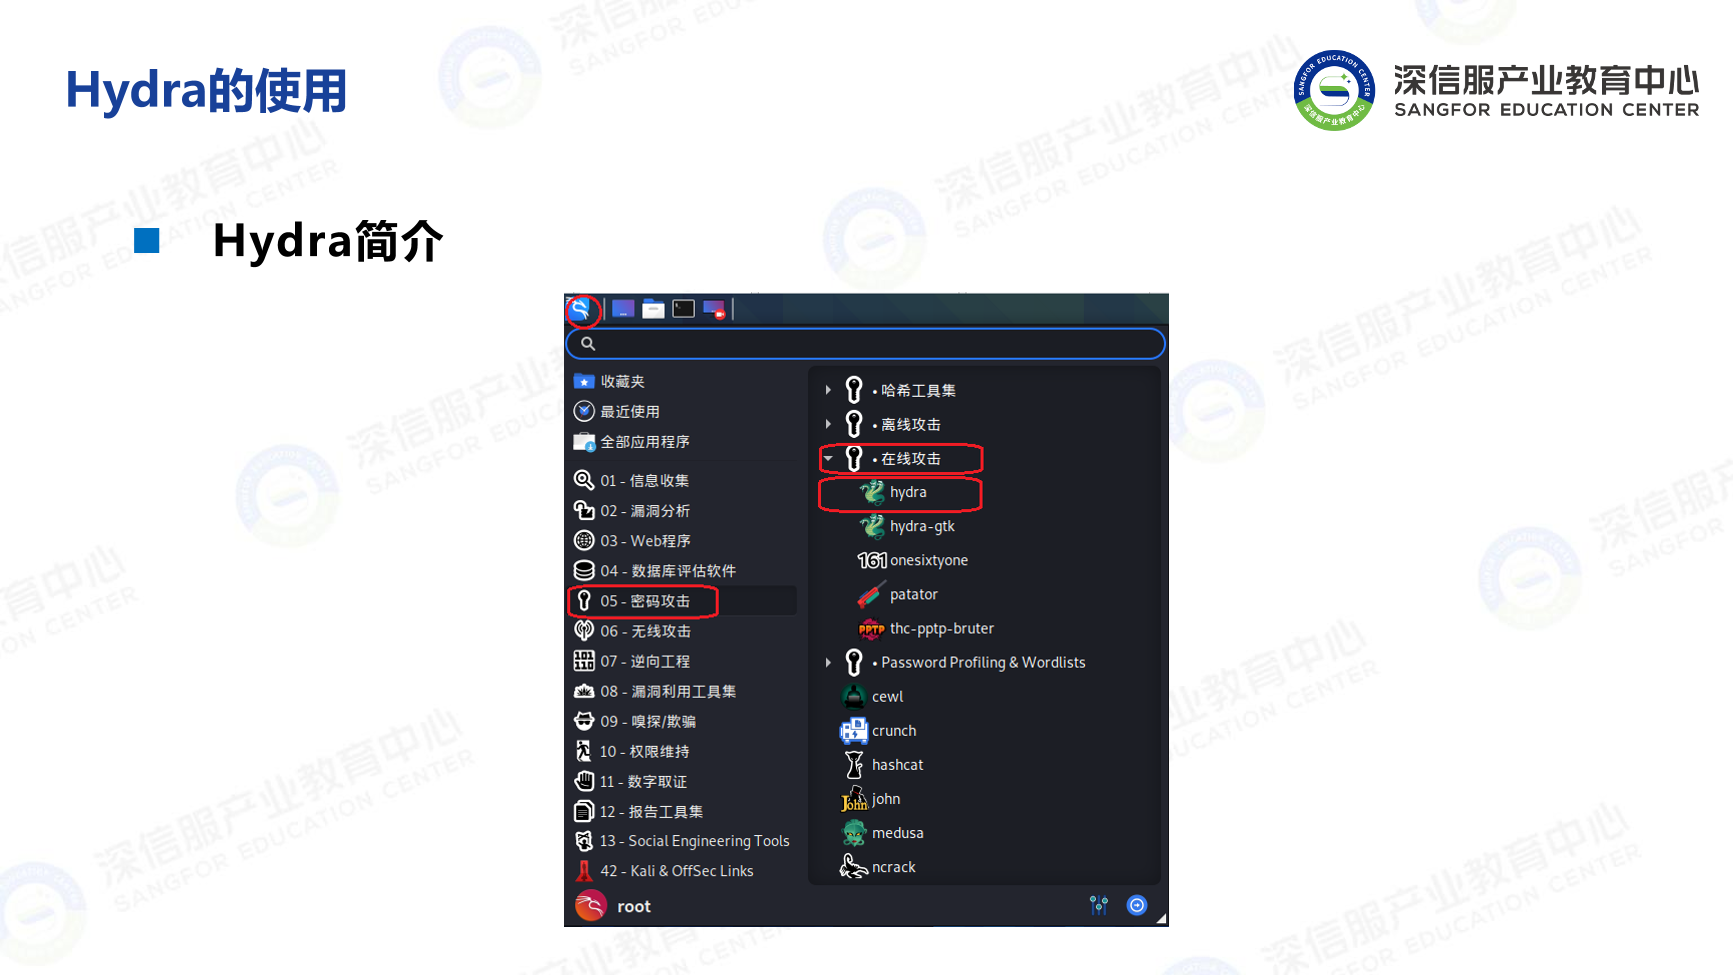 Hydra的使用
深信服产业教育中心
SANGFOR EDUCATION CENTER
Hydra简介
收藏夹
最近使用
全部应用程序
01 - 信息收集
02 - 漏洞分析
03 - Web程序
04 - 数据库评估软件
05 - 密码攻击
06 - 无线攻击
07 - 逆向工程
08 - 漏洞利用工具集
09 - 嗅探/欺骗
10 - 权限维持
11 - 数字取证
12 - 报告工具集
13 - Social Engineering Tools
42 - Kali & OffSec Links
• 哈希工具集
• 离线攻击
• 在线攻击
hydra
hydra-gtk
161 onesixtyone
patator
PPTP thc-pptp-bruter
• Password Profiling & Wordlists
cewl
crunch
hashcat
john
medusa
ncrack
root